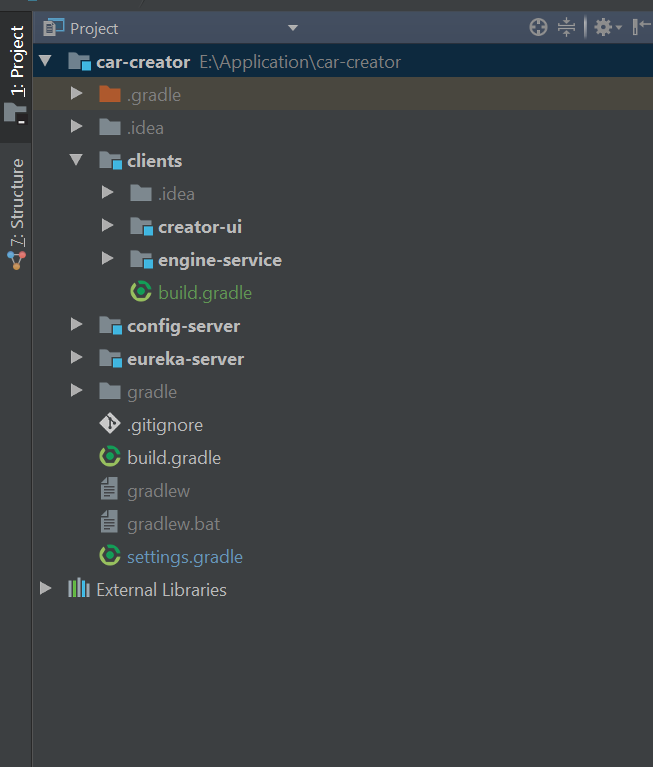 Project
1: Project
7: Structure
car-creator E:\Application\car-creator
.gradle
.idea
clients
.idea
creator-ui
engine-service
build.gradle
config-server
eureka-server
gradle
.gitignore
build.gradle
gradlew
gradlew.bat
settings.gradle
External Libraries